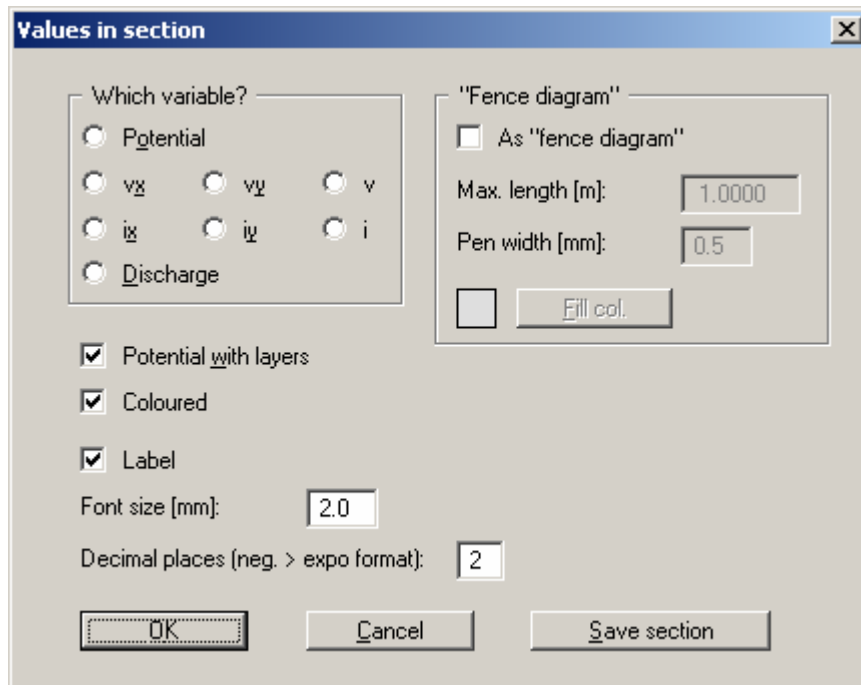 Values in section
Which variable?
Potential
vx vy v
ix iy i
Discharge
"Fence diagram"
As "fence diagram"
Max. length [m]: 1.0000
Pen width [mm]: 0.5
Fill col.
Potential with layers
Coloured
Label
Font size [mm]: 2.0
Decimal places (neg. > expo format): 2
OK Cancel Save section